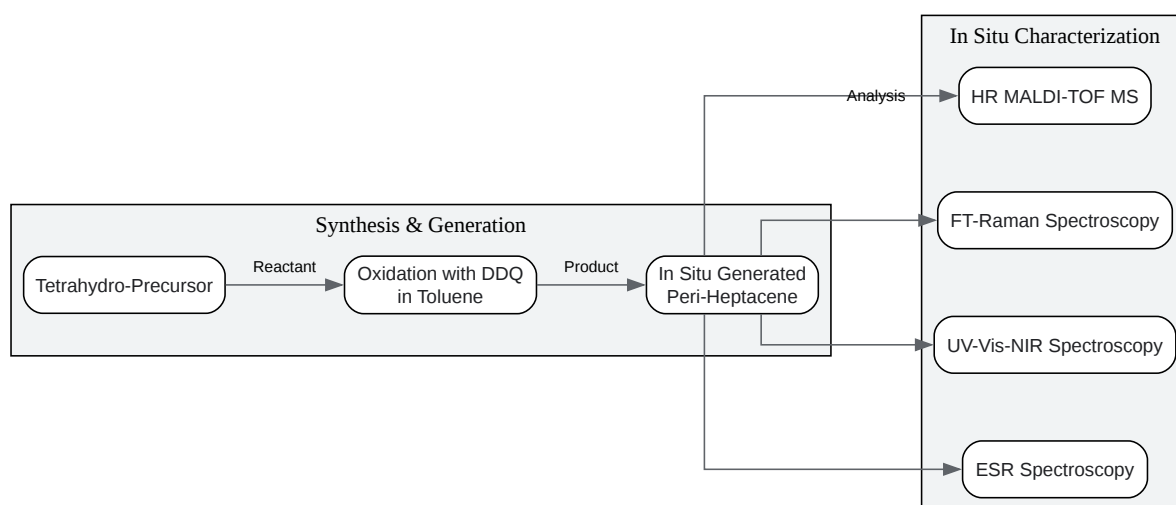 In Situ Characterization
Analysis
HR MALDI-TOF MS
FT-Raman Spectroscopy
Synthesis & Generation
Tetrahydro-Precursor
Reactant
Oxidation with DDQ
in Toluene
Product
In Situ Generated
Peri-Heptacene
UV-Vis-NIR Spectroscopy
ESR Spectroscopy